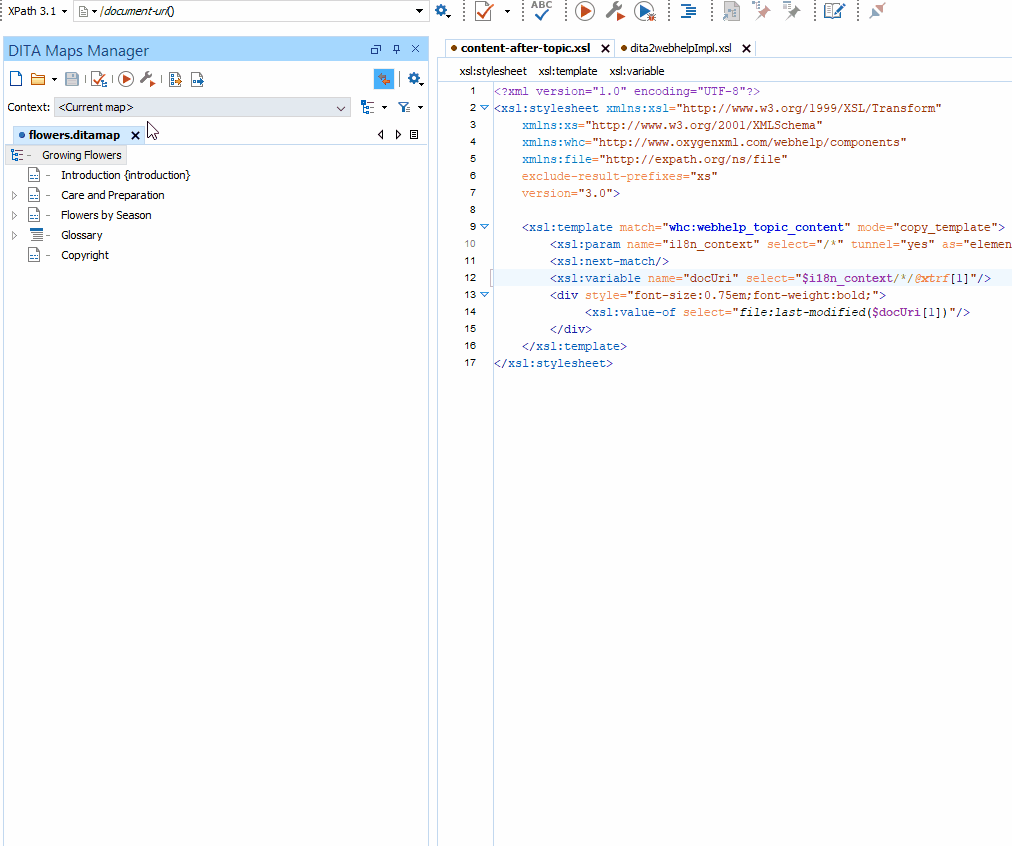 XPath 3.1 /document-uri()
ABC
DITA Maps Manager
Context: <Current map>
flowers.ditamap
Growing Flowers
Introduction {introduction}
Care and Preparation
Flowers by Season
Glossary
Copyright
content-after-topic.xsl dita2webhelpImpl.xsl
xsl:stylesheet xsl:template xsl:variable
1 <?xml version="1.0" encoding="UTF-8"?>
2 <xsl:stylesheet xmlns:xsl="http://www.w3.org/1999/XSL/Transform"
3 xmlns:xs="http://www.w3.org/2001/XMLSchema"
4 xmlns:whc="http://www.oxygenxml.com/webhelp/components"
5 xmlns:file="http://expath.org/ns/file"
6 exclude-result-prefixes="xs"
7 version="3.0">
8
9 <xsl:template match="whc:webhelp_topic_content" mode="copy_template">
10 <xsl:param name="i18n_context" select="/*" tunnel="yes" as="elemen
11 <xsl:next-match/>
12 <xsl:variable name="docUri" select="$i18n_context/*/@xtrf[1]"/>
13 <div style="font-size:0.75em;font-weight:bold;">
14 <xsl:value-of select="file:last-modified($docUri[1])"/>
15 </div>
16 </xsl:template>
17 </xsl:stylesheet>